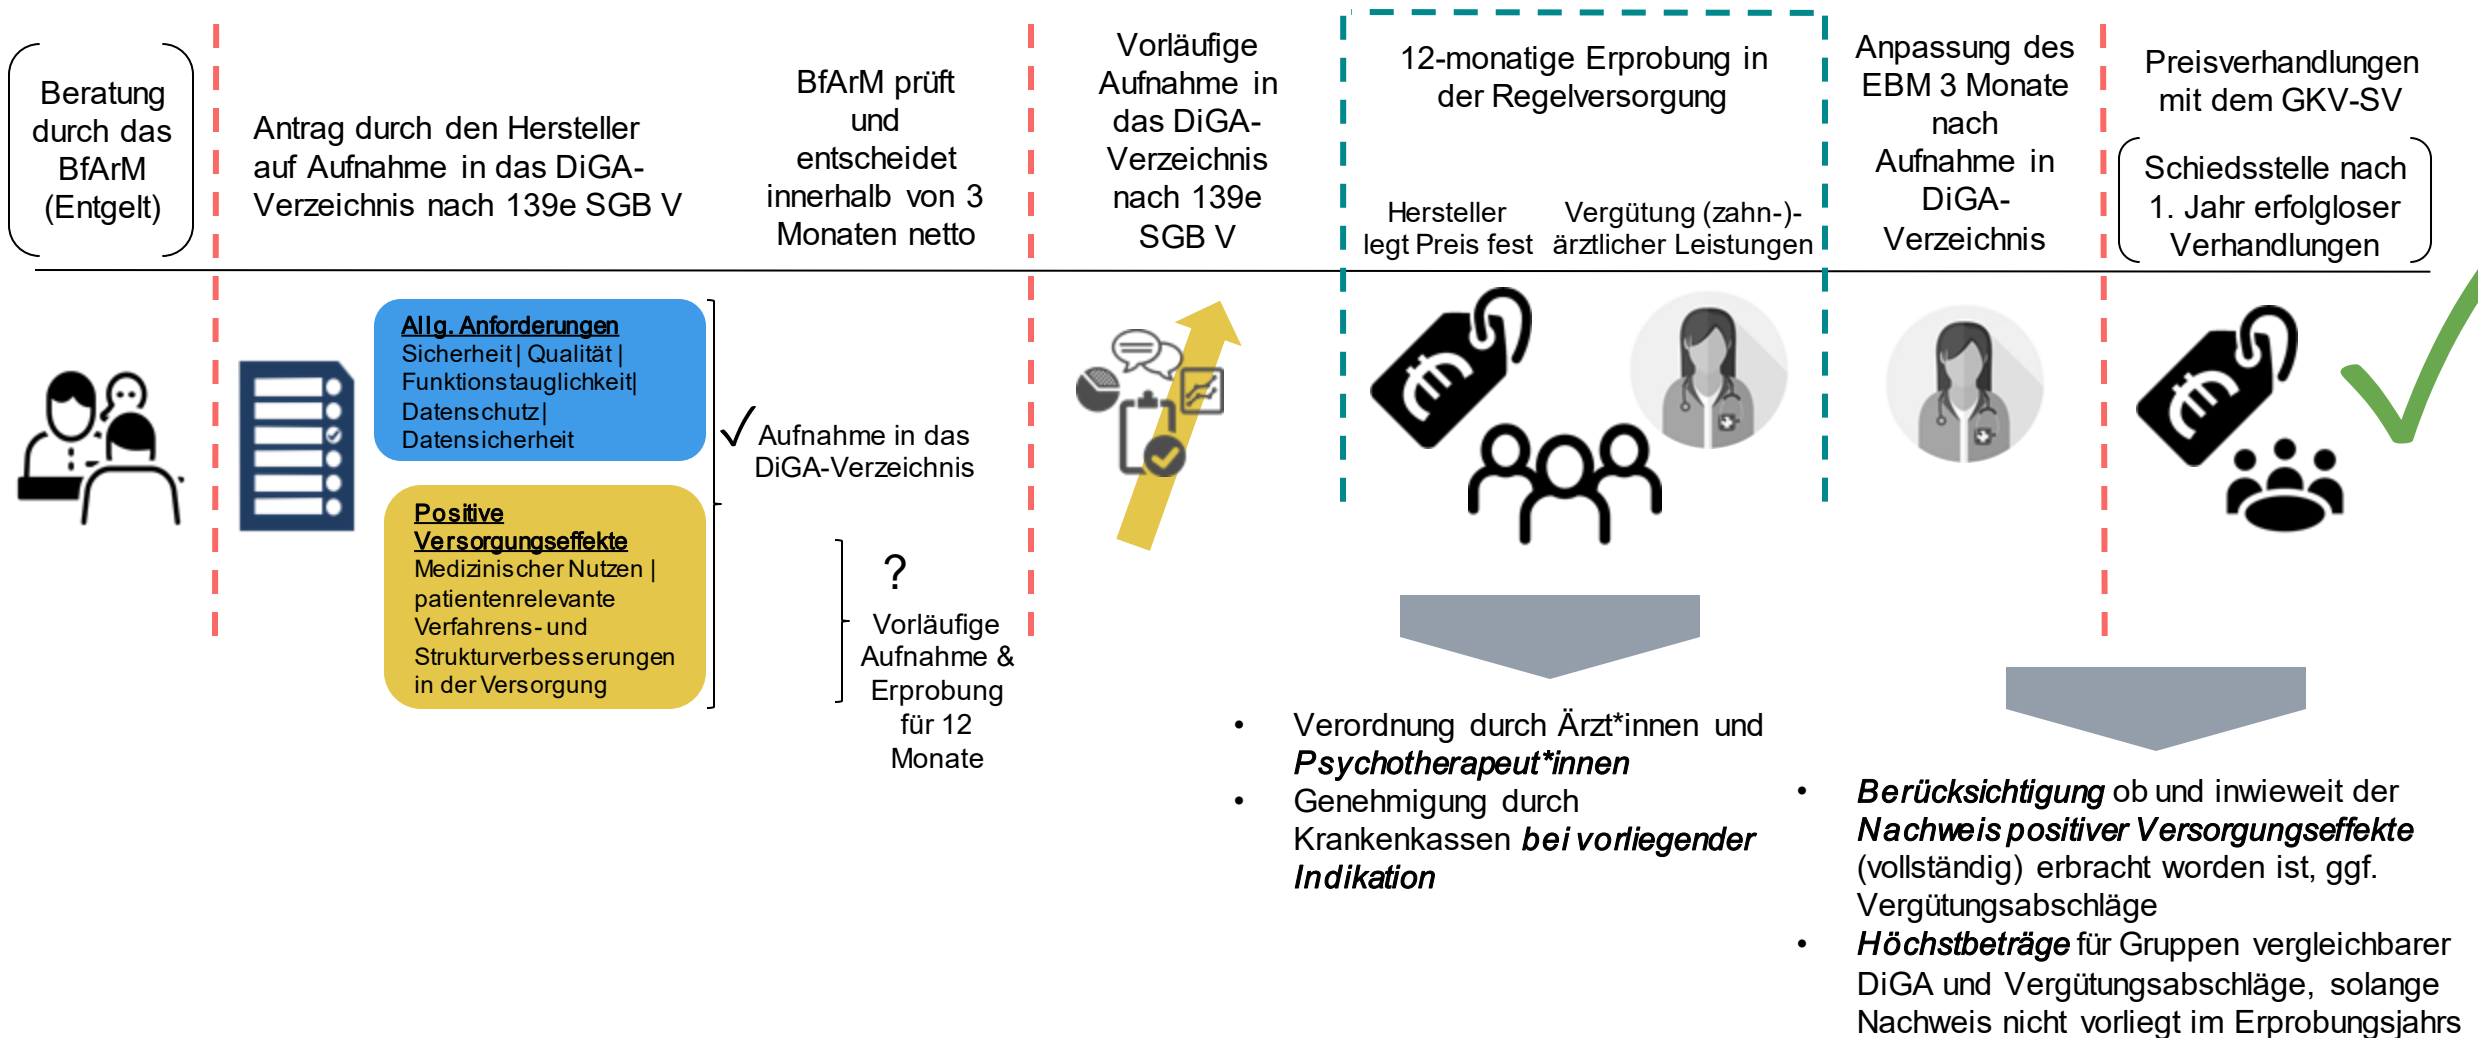 Beratung
durch das
BfArM
(Entgelt)
Antrag durch den Hersteller
auf Aufnahme in das DiGA-
Verzeichnis nach 139e SGB V
BfArM prüft
und
entscheidet
innerhalb von 3
Monaten netto
Vorläufige
Aufnahme in
das DiGA-
Verzeichnis
nach 139e
SGB V
12-monatige Erprobung in
der Regelversorgung
Hersteller
legt Preis fest
Vergütung (zahn-)-
ärztlicher Leistungen
Anpassung des
EBM 3 Monate
nach
Aufnahme in
DiGA-
Verzeichnis
Preisverhandlungen
mit dem GKV-SV
Schiedsstelle nach
1. Jahr erfolgloser
Verhandlungen
Allg. Anforderungen
Sicherheit | Qualität |
Funktionstauglichkeit|
Datenschutz|
Datensicherheit
Positive
Versorgungseffekte
Medizinischer Nutzen |
patientenrelevante
Verfahrens- und
Strukturverbesserungen
in der Versorgung
Aufnahme in das
DiGA-Verzeichnis
?
Vorläufige
Aufnahme &
Erprobung
für 12
Monate
• Verordnung durch Ärzt*innen und
Psychotherapeut*innen
• Genehmigung durch
Krankenkassen bei vorliegender
Indikation
• Berücksichtigung ob und inwieweit der
Nachweis positiver Versorgungseffekte
(vollständig) erbracht worden ist, ggf.
Vergütungsabschläge
• Höchstbeträge für Gruppen vergleichbarer
DiGA und Vergütungsabschläge, solange
Nachweis nicht vorliegt im Erprobungsjahrs